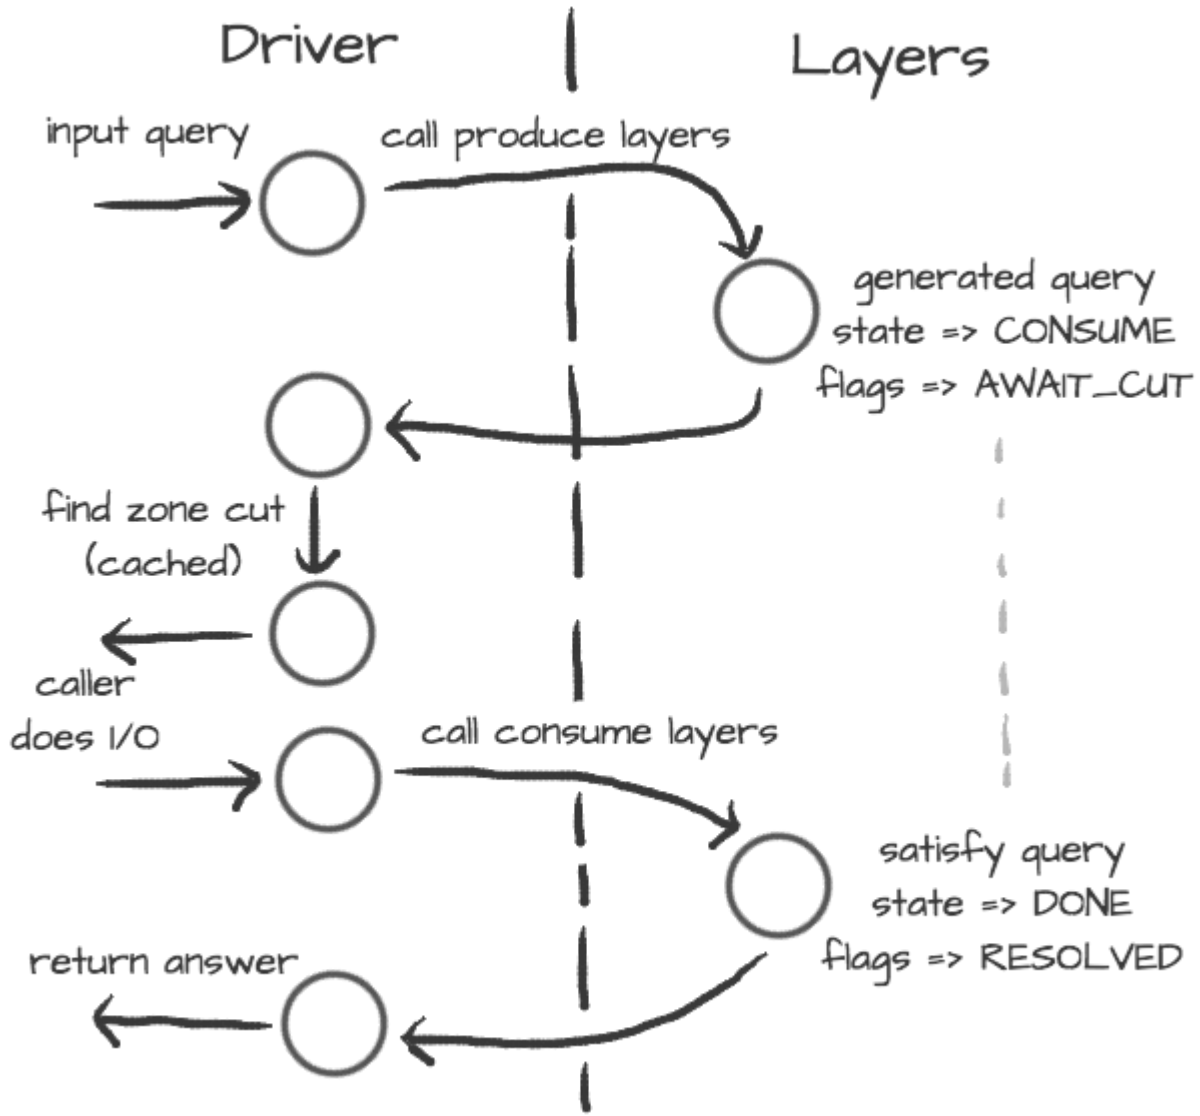 Driver
Layers
input query
call produce layers
generated query
state => CONSUME
flags => AWAIT_CUT
find zone cut
(cached)
caller
does I/O
call consume layers
satisfy query
state => DONE
flags => RESOLVED
return answer